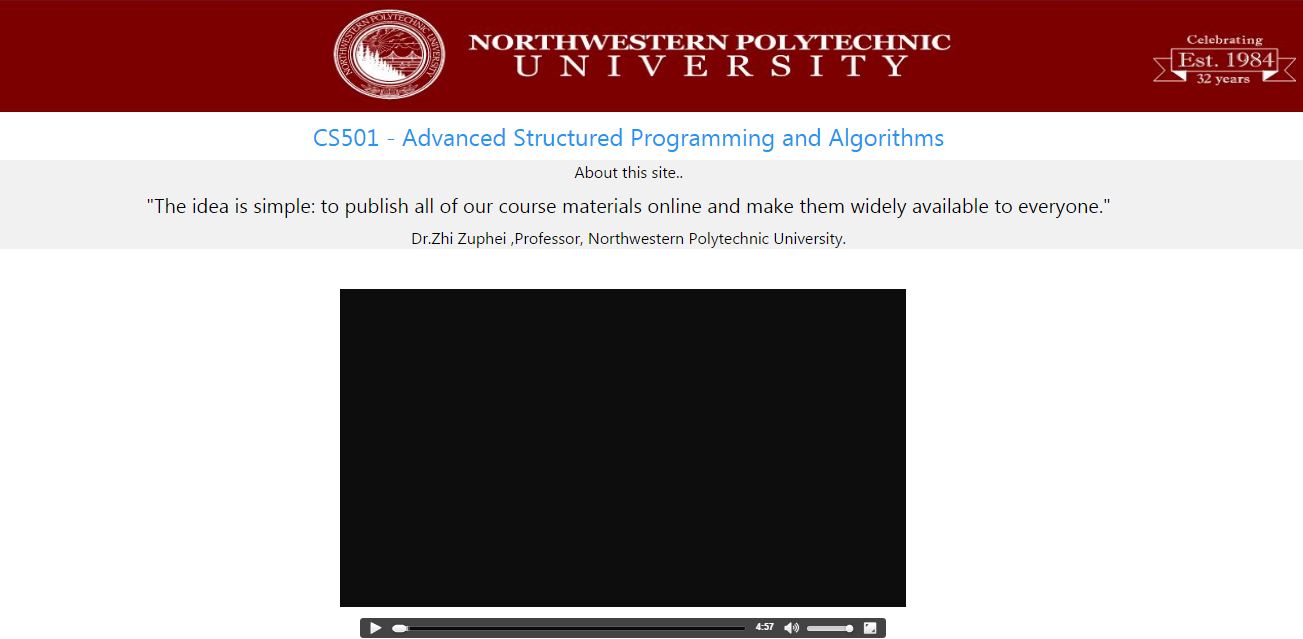 NORTHWESTERN POLYTECHNIC UNIVERSITY
NORTHWESTERN POLYTECHNIC
UNIVERSITY
Celebrating
Est. 1984
32 years
CS501 - Advanced Structured Programming and Algorithms
About this site..
"The idea is simple: to publish all of our course materials online and make them widely available to everyone."
Dr.Zhi Zuphei ,Professor, Northwestern Polytechnic University.
4:57